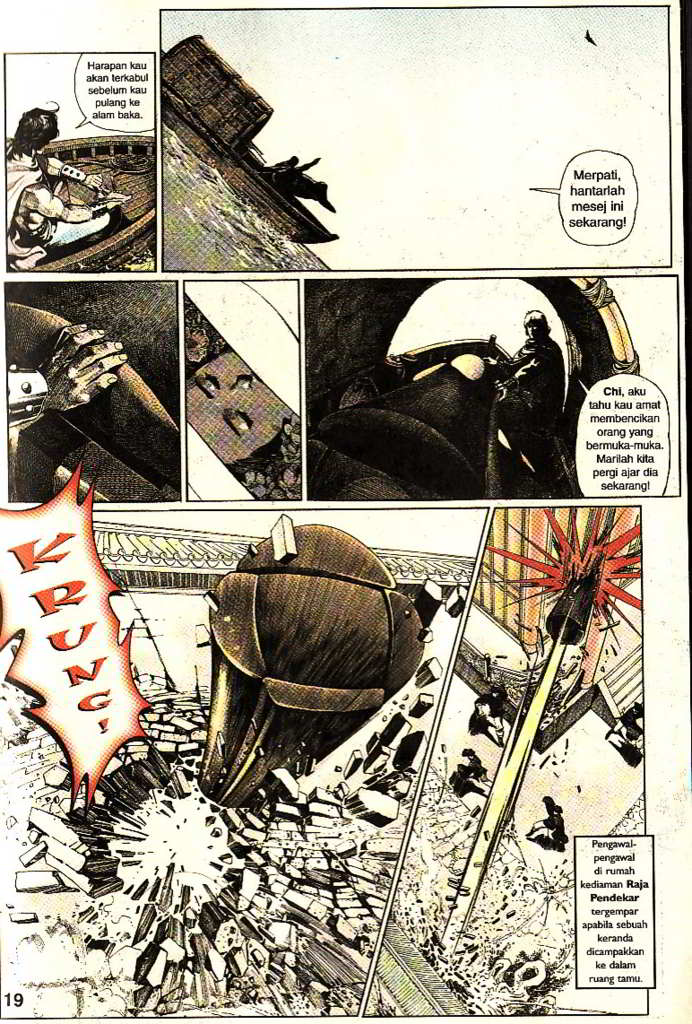 Harapan kau
akan terkabul
sebelum kau
pulang ke
alam baka.
Merpati,
hantarlah
mesej ini
sekarang!
Chi, aku
tahu kau amat
membencikan
orang yang
bermuka-muka.
Marilah kita
pergi ajar dia
sekarang!
KRUNG!
Pengawal-
pengawal
di rumah
kediaman Raja
Pendekar
tergempar
apabila sebuah
keranda
dicampakkan
ke dalam
ruang tamu.
19